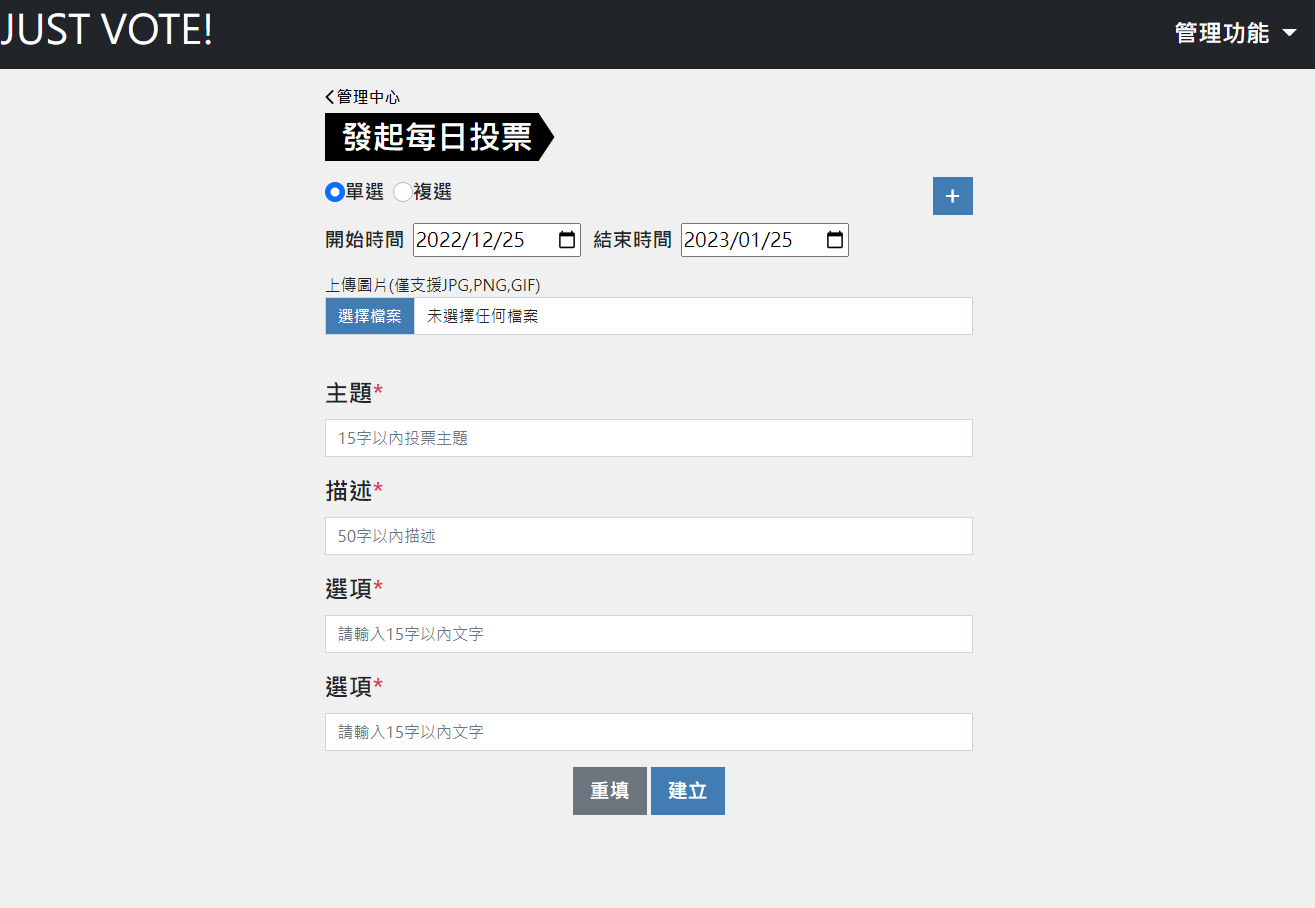 JUST VOTE!
管理功能
管理中心
發起每日投票
單選 複選
+
開始時間 2022/12/25 結束時間 2023/01/25
上傳圖片(僅支援JPG,PNG,GIF)
選擇檔案 未選擇任何檔案
主題*
15字以內投票主題
描述*
50字以內描述
選項*
請輸入15字以內文字
選項*
請輸入15字以內文字
重填 建立